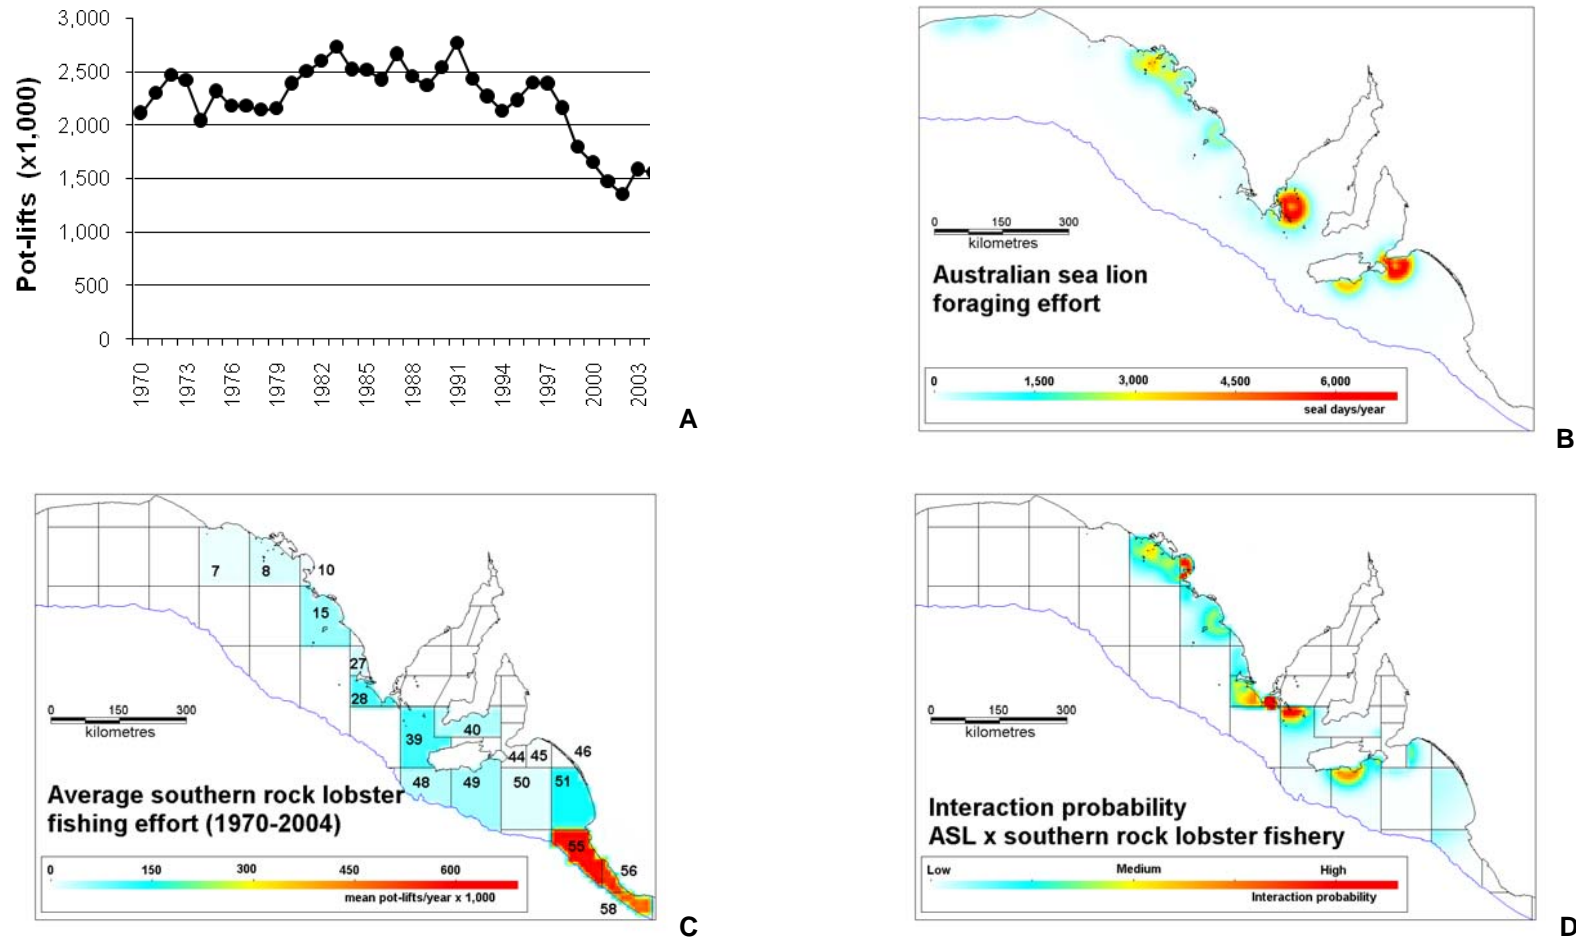 3,000
2,500
2,000
1,500
1,000
500
0
Pot-lifts (x1,000)
1970
1973
1976
1979
1982
1985
1988
1991
1994
1997
2000
2003
A
0 150 300
kilometres
Australian sea lion
foraging effort
0 1,500 3,000 4,500 6,000
seal days/year
B
7 8 10
15
27
28
39 40
44 45 46
48 49 50 51
55
56
58
0 150 300
kilometres
Average southern rock lobster
fishing effort (1970-2004)
0 150 300 450 600
mean pot-lifts/year x 1,000
C
0 150 300
kilometres
Interaction probability
ASL x southern rock lobster fishery
Low Medium High
Interaction probability
D